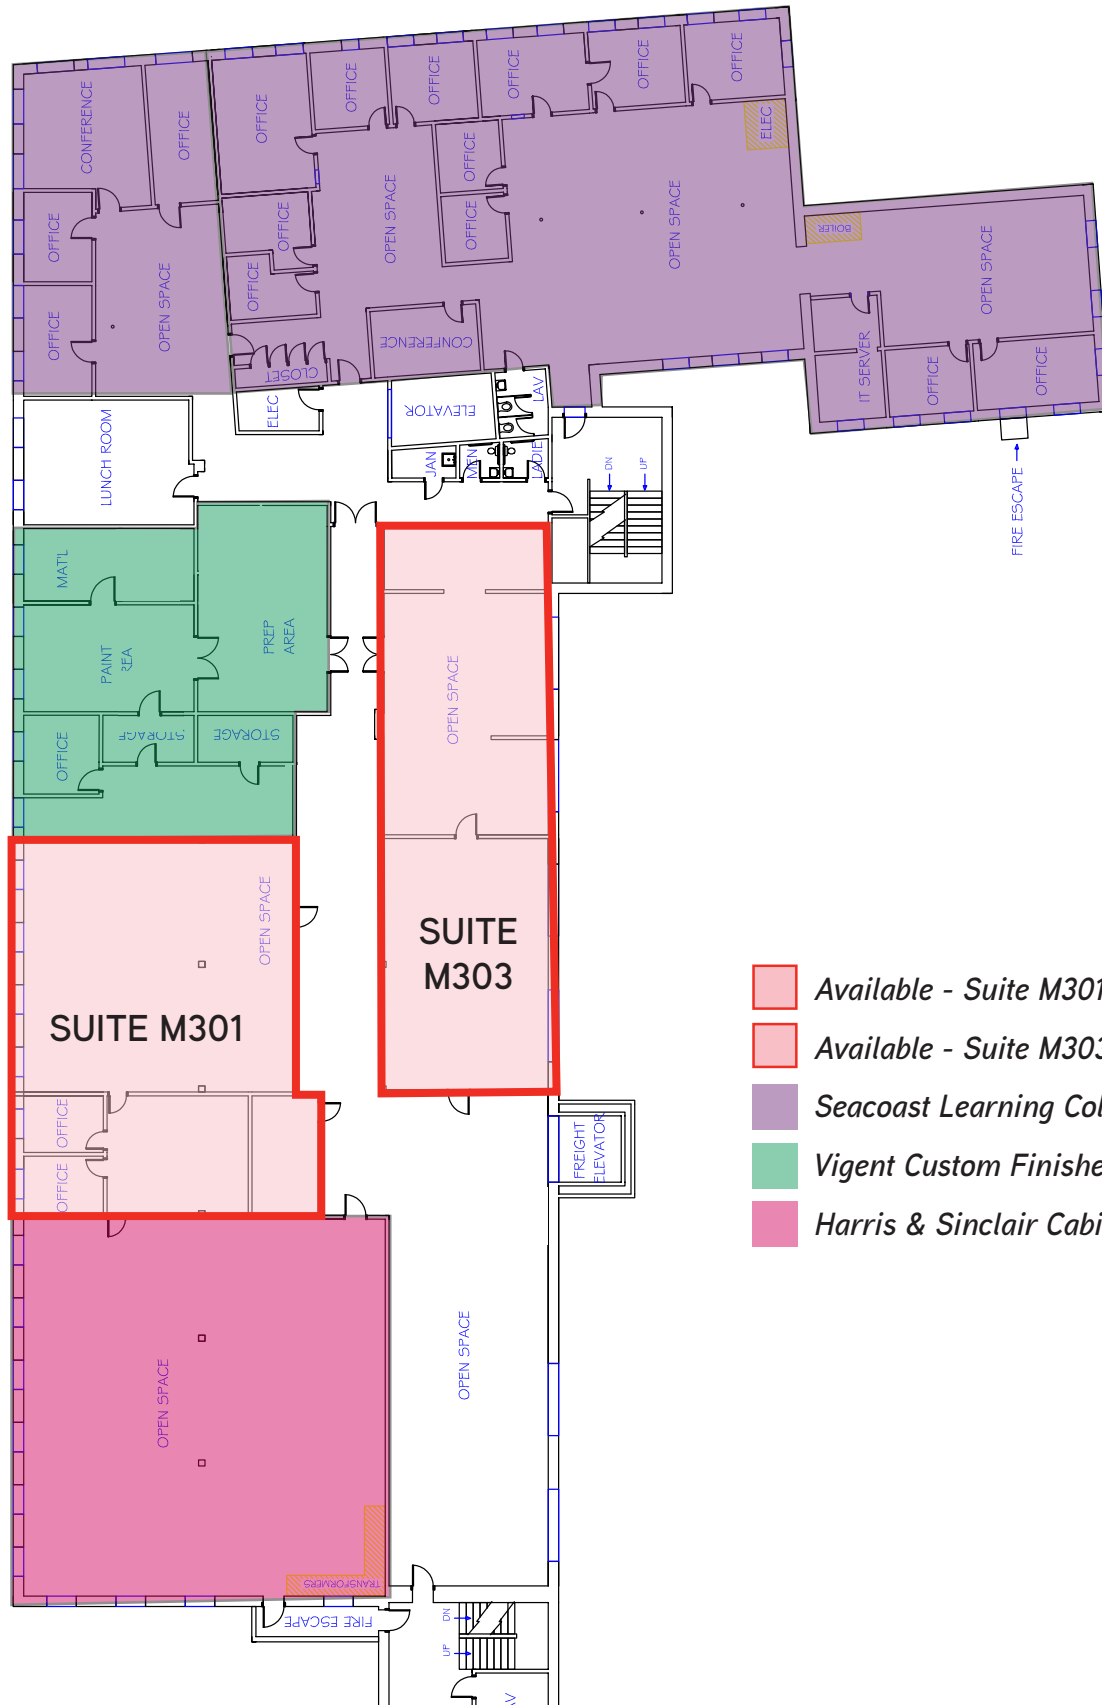 OFFICE
OFFICE
OFFICE
OFFICE
OFFICE
CONFERENCE
OFFICE
OFFICE
ELEC
OFFICE
OFFICE
OFFICE
OFFICE
OPEN SPACE
OPEN SPACE
BOILER
OFFICE
OPEN SPACE
OFFICE
OPEN SPACE
OFFICE
CONFERENCE
CLOSET
IT SERVER
OFFICE
OFFICE
ELEC
ELEVATOR
LAV
LUNCH ROOM
JAN
MEN
LADIE
DN
UP
FIRE ESCAPE
MAT'L
PAINT
REA
PREP
AREA
OPEN SPACE
OFFICE
STORAGE
STORAGE
OPEN SPACE
SUITE
M303
SUITE M301
Available - Suite M301
Available - Suite M303
Seacoast Learning Col
Vigent Custom Finishe
Harris & Sinclair Cabi
OFFICE
OFFICE
FREIGHT
ELEVATOR
OPEN SPACE
OPEN SPACE
TRANSFORMERS
FIRE ESCAPE
DN
UP